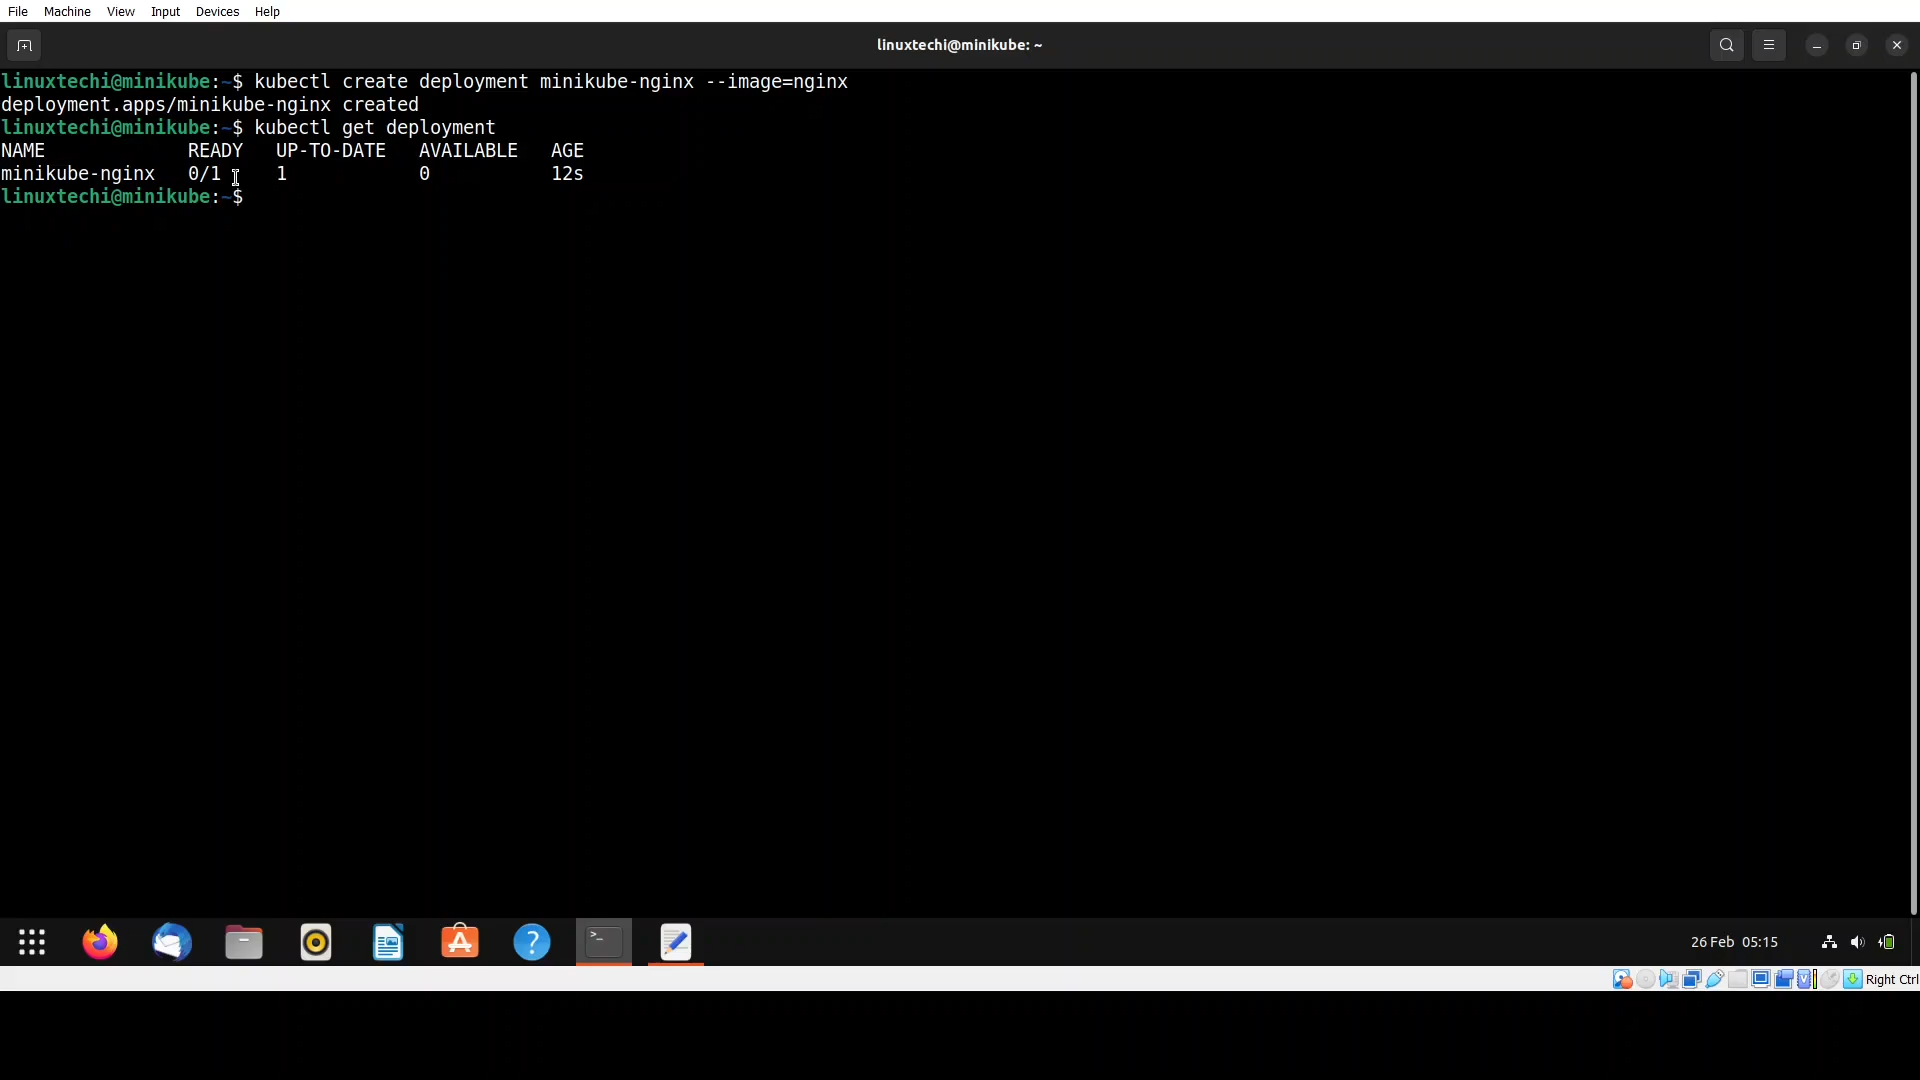 File Machine View Input Devices Help
linuxtechi@minikube: ~
linuxtechi@minikube:~$ kubectl create deployment minikube-nginx --image=nginx
deployment.apps/minikube-nginx created
linuxtechi@minikube:~$ kubectl get deployment
NAME             READY   UP-TO-DATE   AVAILABLE   AGE
minikube-nginx   0/1     1            0           12s
linuxtechi@minikube:~$
26 Feb 05:15
Right Ctrl